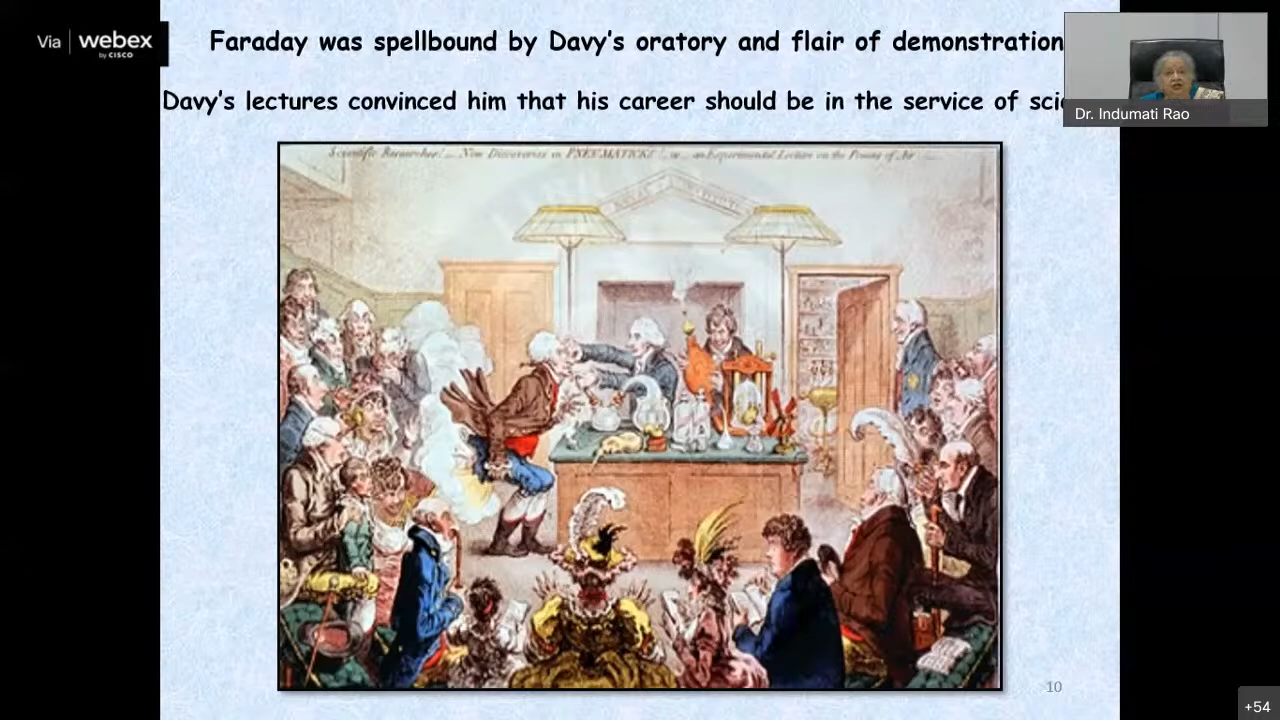 Via webex
by CISCO
Faraday was spellbound by Davy's oratory and flair of demonstration
Davy's lectures convinced him that his career should be in the service of sci
Dr. Indumati Rao
Scientific Researches! New Discoveries in PNEUMATICKS! or an Experimental Lecture on the Powers of Air
10
+54